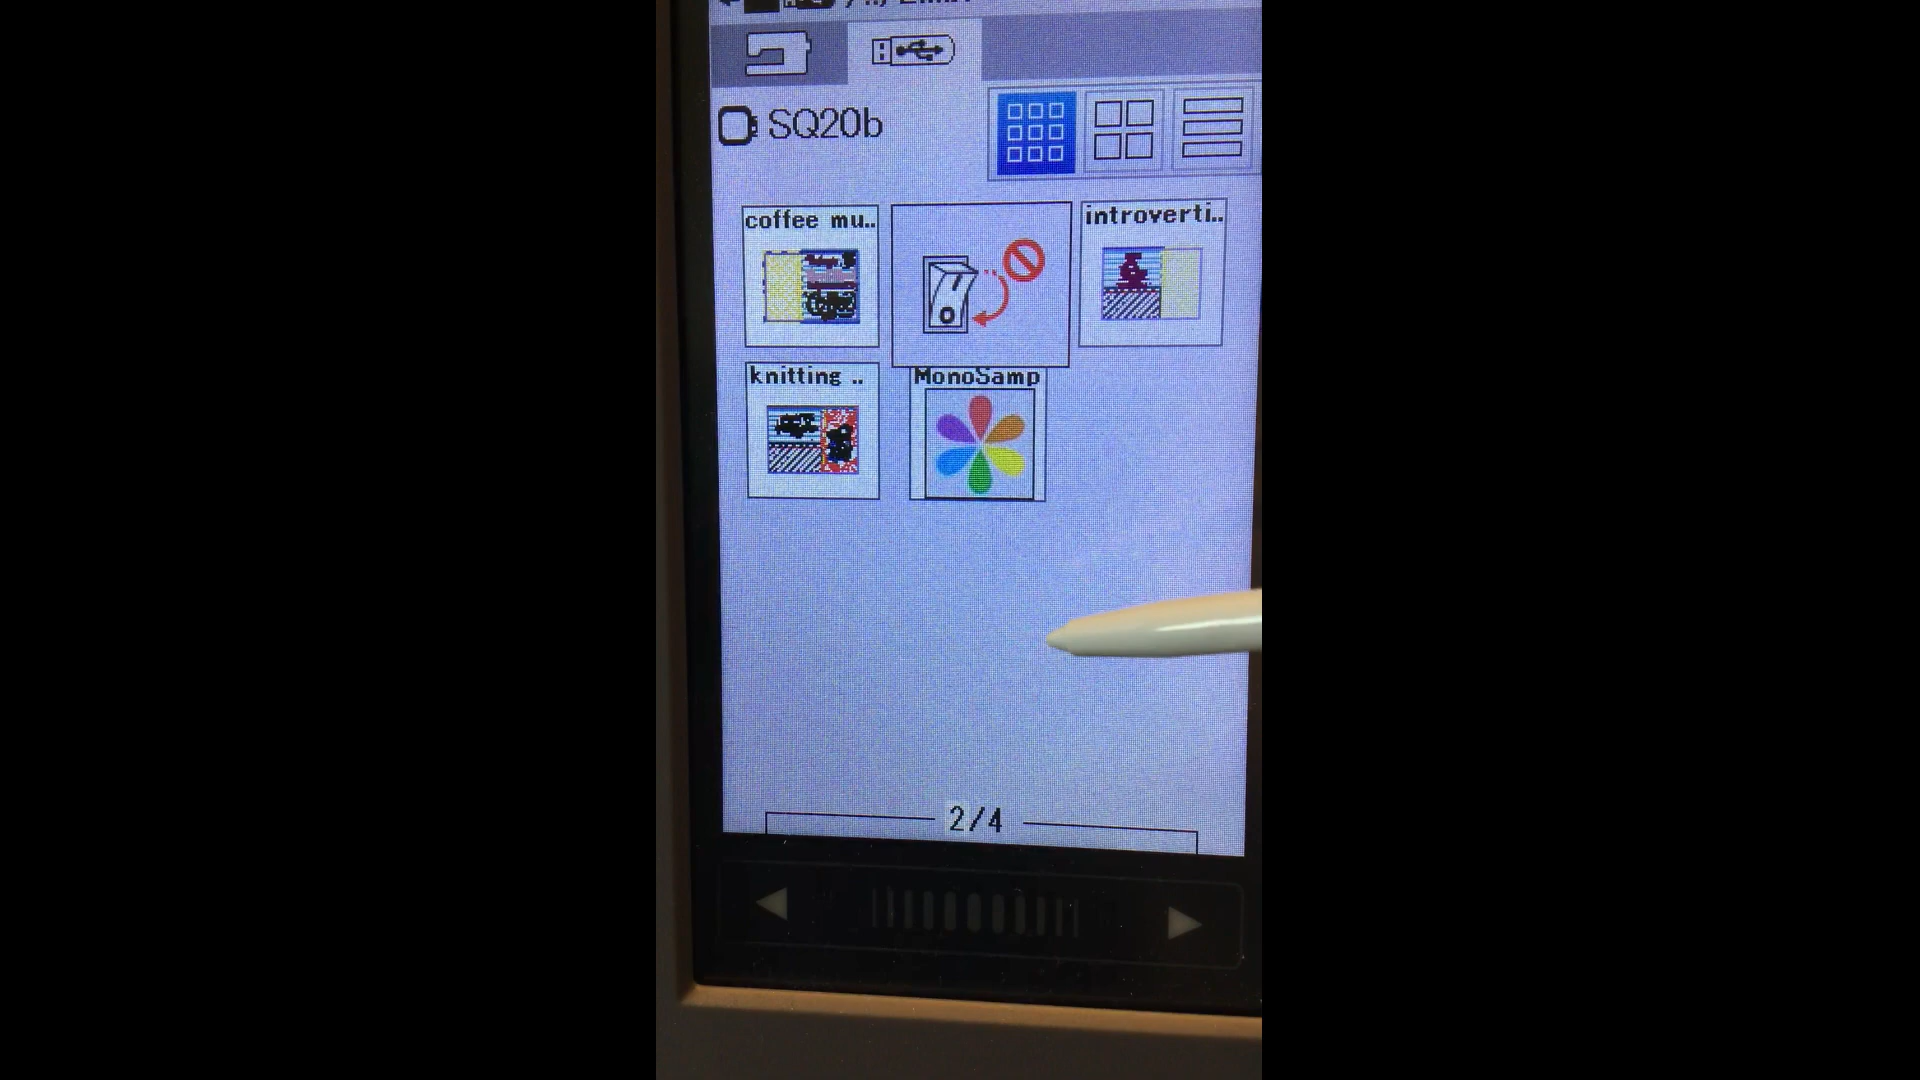 SQ20b
coffee mu..
introverti..
knitting ..
MonoSamp
2/4